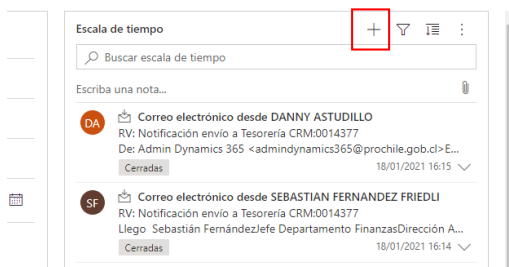 Escala de tiempo
Buscar escala de tiempo
Escriba una nota...
DA
Correo electrónico desde DANNY ASTUDILLO
RV: Notificación envío a Tesorería CRM:0014377
De: Admin Dynamics 365 <admindynamics365@prochile.gob.cl>E...
Cerradas 18/01/2021 16:15
SF
Correo electrónico desde SEBASTIAN FERNANDEZ FRIEDLI
RV: Notificación envío a Tesorería CRM:0014377
Llego Sebastián FernándezJefe Departamento FinanzasDirección A...
Cerradas 18/01/2021 16:14